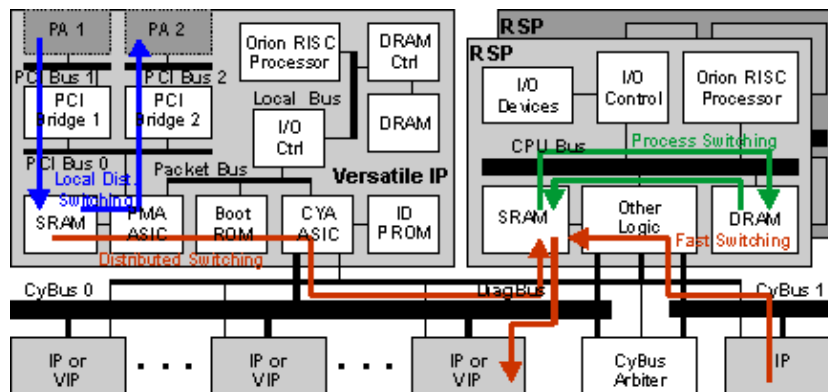 PA 1
PA 2
PCI Bus 1
PCI Bus 2
PCI
Bridge 1
PCI
Bridge 2
PCI Bus 0
Orion RISC
Processor
DRAM
Ctrl
Local Bus
DRAM
I/O
Ctrl
Packet Bus
Versatile IP
Local Dist.
Switching
SRAM
PMA
ASIC
Boot
ROM
CYA
ASIC
ID
PROM
Distributed Switching
RSP
RSP
I/O
Devices
I/O
Control
Orion RISC
Processor
CPU Bus
Process Switching
SRAM
Other
Logic
DRAM
Fast Switching
CyBus 0
DiagBus
CyBus 1
IP or
VIP
. . .
IP or
VIP
. . .
IP or
VIP
CyBus
Arbiter
IP